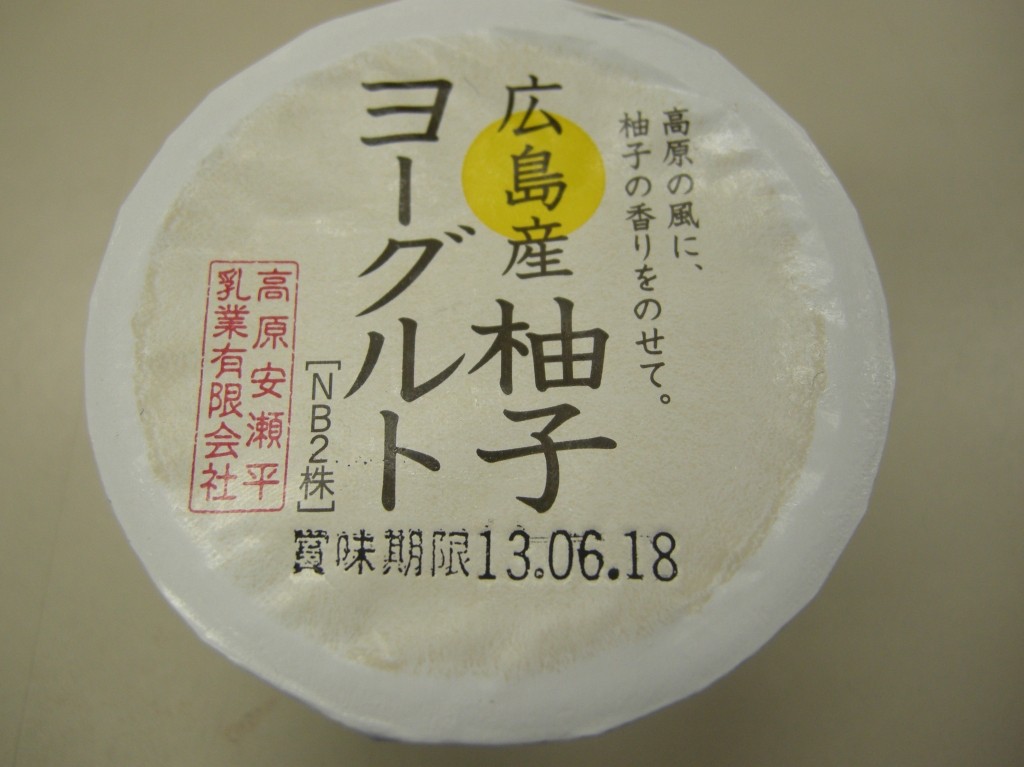 高原の風に、
柚子の香りをのせて。
広島産柚子
ヨーグルト
[NB2株]
高原安瀬平
乳業有限会社
賞味期限13.06.18